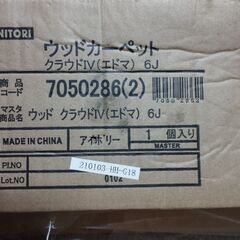 NITORI
ウッドカーペット
クラウドⅣ(エドマ) 6J
商品
コード 7050286(2)
7050286
マスタ
商品名 ウッド クラウドⅣ(エドマ) 6J
MADE IN CHINA アイボリー 1 個入り
MASTER
210103-HH-G18
PI.NO
Lot.NO 0102